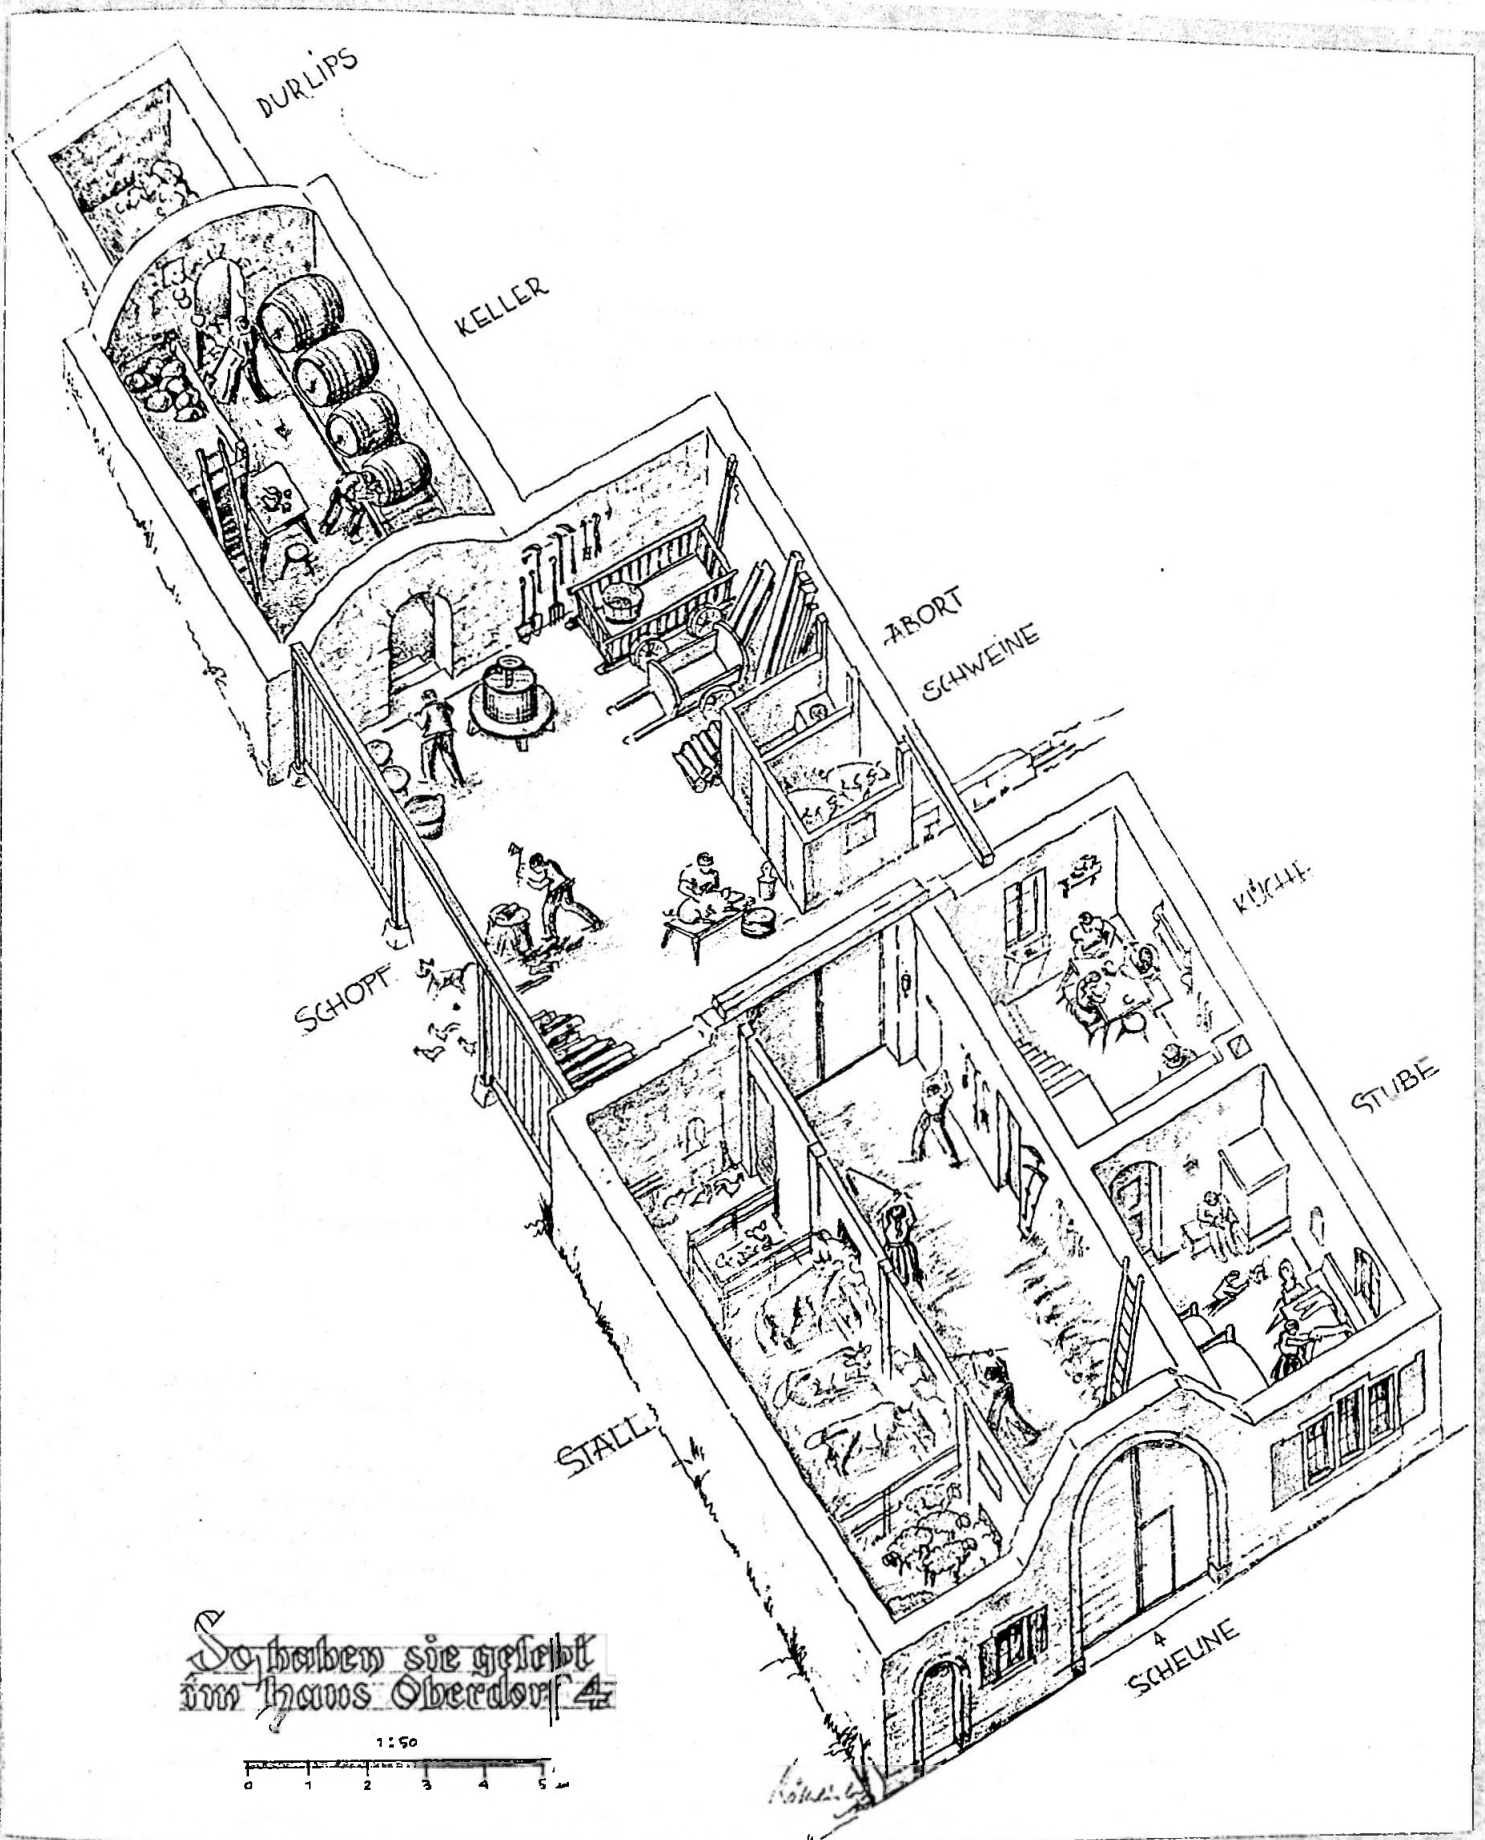 DURLIPS
KELLER
ABORT
SCHWEINE
KÜCHE
SCHOPF
STUBE
STALL
4
SCHEUNE
So haben sie gelebt
im Haus Oberdorf 4
1:50
0 1 2 3 4 5 m